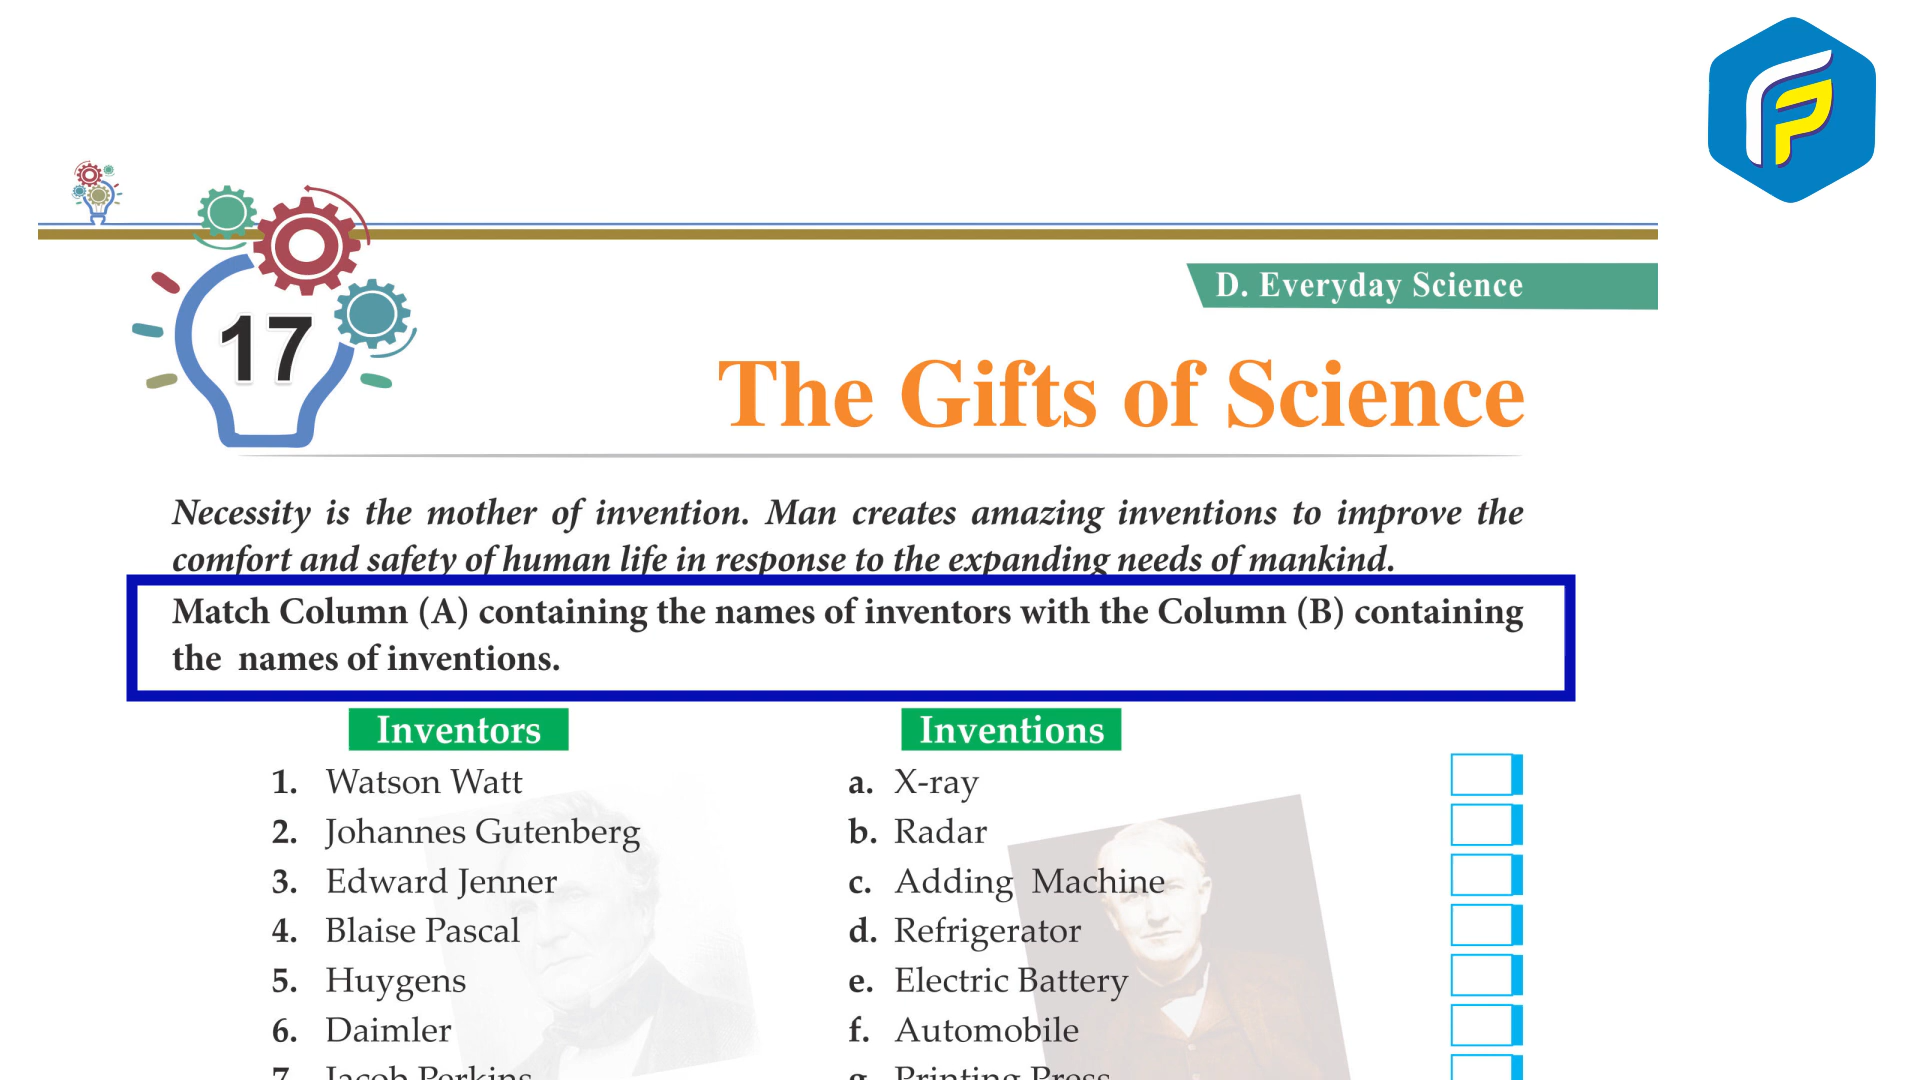 D. Everyday Science
17
The Gifts of Science
Necessity is the mother of invention. Man creates amazing inventions to improve the
comfort and safety of human life in response to the expanding needs of mankind.
Match Column (A) containing the names of inventors with the Column (B) containing
the names of inventions.
Inventors Inventions
1. Watson Watt a. X-ray
2. Johannes Gutenberg b. Radar
3. Edward Jenner c. Adding Machine
4. Blaise Pascal d. Refrigerator
5. Huygens e. Electric Battery
6. Daimler f. Automobile
7. Jacob Perkins g. Printing Press